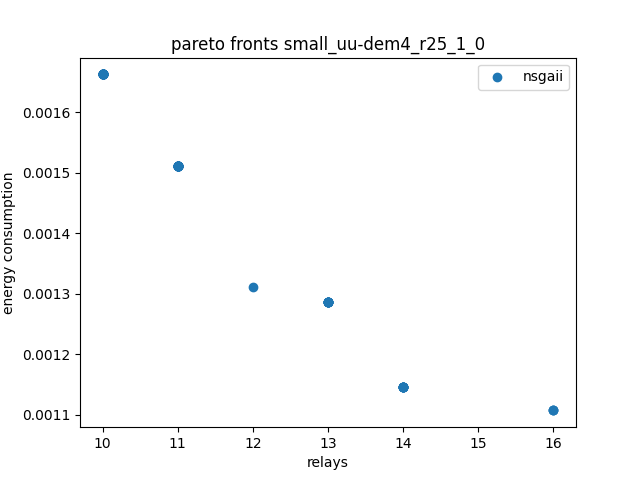 pareto fronts small_uu-dem4_r25_1_0
nsgaii
0.0016
0.0015
0.0014
0.0013
0.0012
0.0011
energy consumption
10 11 12 13 14 15 16
relays